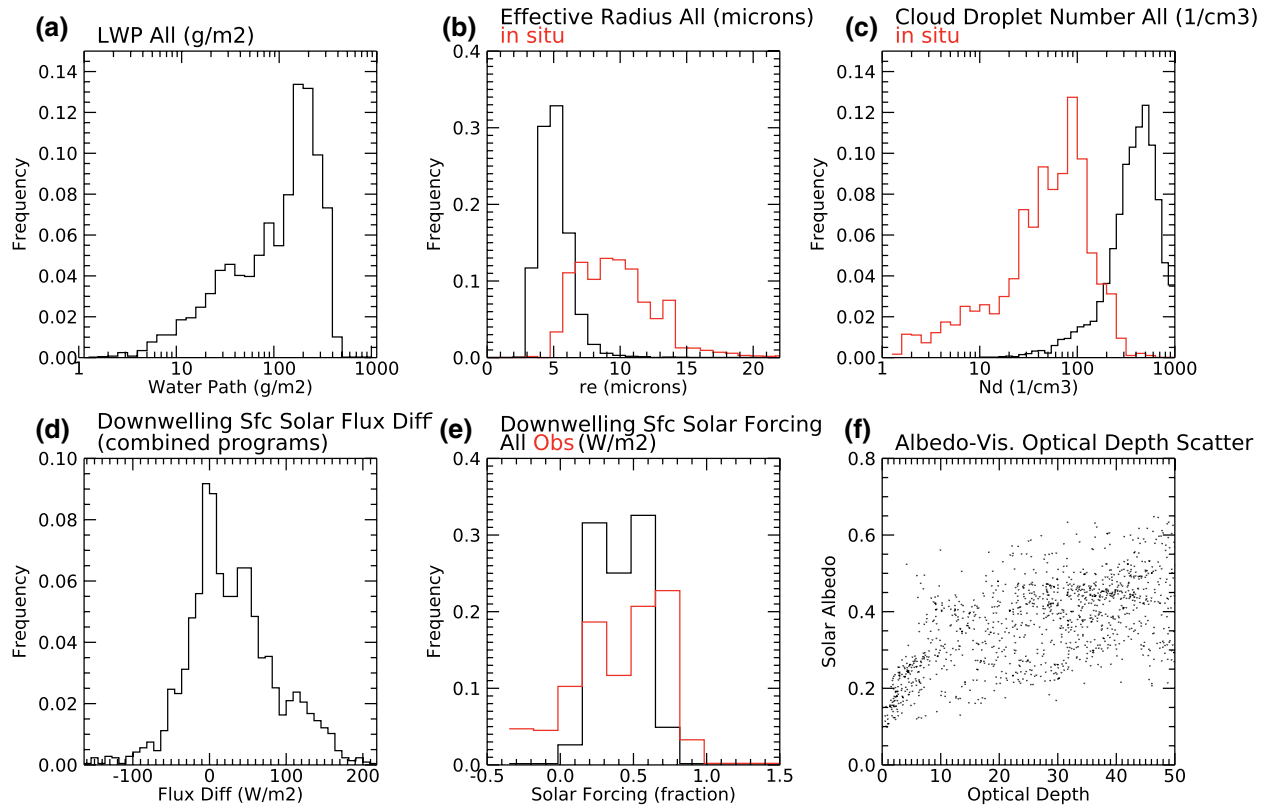 (a) LWP All (g/m2)
0.14
0.12
0.10
0.08
0.06
0.04
0.02
0.00
Frequency
1 10 100 1000
Water Path (g/m2)
(b) Effective Radius All (microns)
in situ
0.4
0.3
0.2
0.1
0.0
Frequency
0 5 10 15 20
re (microns)
(c) Cloud Droplet Number All (1/cm3)
in situ
0.14
0.12
0.10
0.08
0.06
0.04
0.02
0.00
Frequency
1 10 100 1000
Nd (1/cm3)
(d) Downwelling Sfc Solar Flux Diff
(combined programs)
0.10
0.08
0.06
0.04
0.02
0.00
Frequency
-100 0 100 200
Flux Diff (W/m2)
(e) Downwelling Sfc Solar Forcing
All Obs (W/m2)
0.4
0.3
0.2
0.1
0.0
Frequency
-0.5 0.0 0.5 1.0 1.5
Solar Forcing (fraction)
(f) Albedo-Vis. Optical Depth Scatter
0.8
0.6
0.4
0.2
0.0
Solar Albedo
0 10 20 30 40 50
Optical Depth